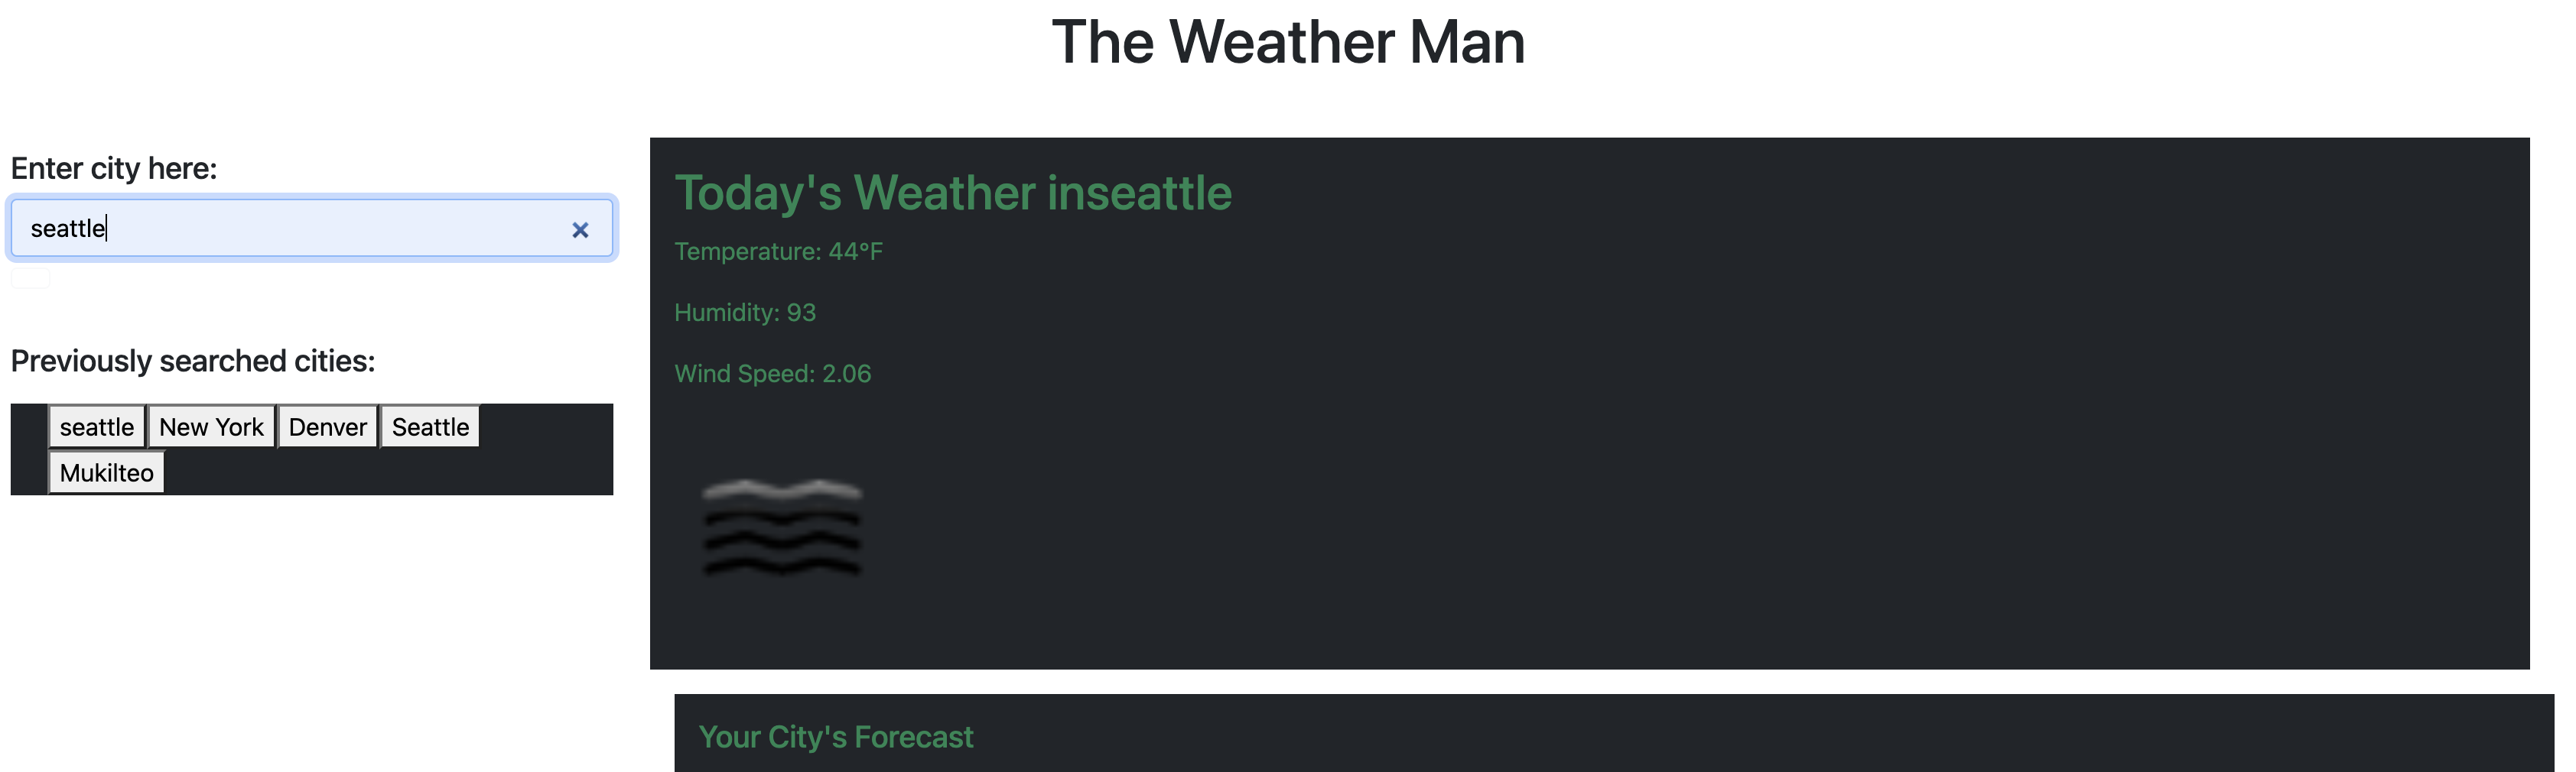 The Weather Man
Enter city here:
seattle
Previously searched cities:
seattle New York Denver Seattle
Mukilteo
Today's Weather inseattle
Temperature: 44°F
Humidity: 93
Wind Speed: 2.06
Your City's Forecast